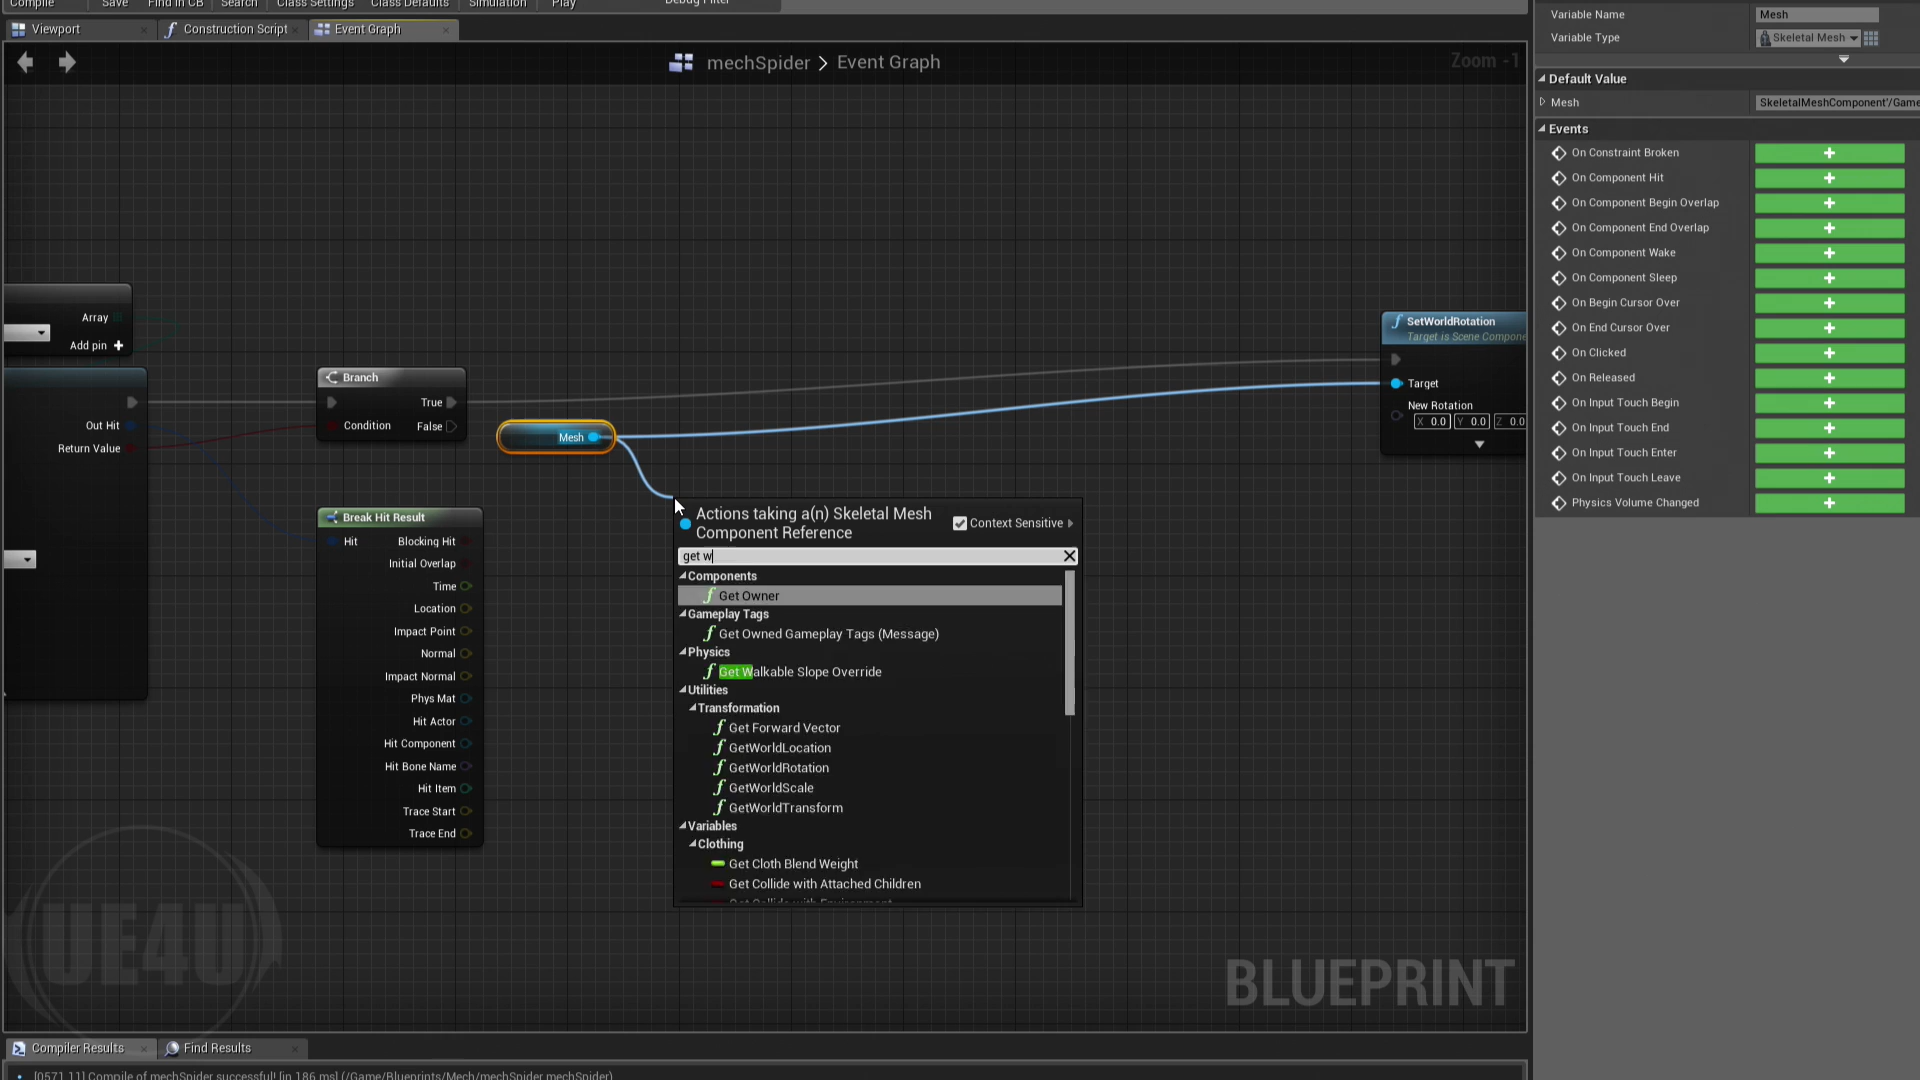 Compile
Save
Find in CB
Search
Class Settings
Class Defaults
Simulation
Play
Debug Filter
Viewport
Construction Script
Event Graph
mechSpider > Event Graph
Zoom -1
Array
Add pin
Out Hit
Return Value
Branch
True
Condition
False
Mesh
Break Hit Result
Hit
Blocking Hit
Initial Overlap
Time
Location
Impact Point
Normal
Impact Normal
Phys Mat
Hit Actor
Hit Component
Hit Bone Name
Hit Item
Trace Start
Trace End
Actions taking a(n) Skeletal Mesh
Component Reference
Context Sensitive
get w
Components
Get Owner
Gameplay Tags
Get Owned Gameplay Tags (Message)
Physics
Get Walkable Slope Override
Utilities
Transformation
Get Forward Vector
GetWorldLocation
GetWorldRotation
GetWorldScale
GetWorldTransform
Variables
Clothing
Get Cloth Blend Weight
Get Collide with Attached Children
SetWorldRotation
Target is Scene Compone
Target
New Rotation
X 0.0 Y 0.0 Z 0.0
UE4U
BLUEPRINT
Compiler Results
Find Results
[0571.11] Compile of mechSpider successful! [in 186 ms] (/Game/Blueprints/Mech/mechSpider.mechSpider)
Variable Name
Mesh
Variable Type
Skeletal Mesh
Default Value
Mesh
SkeletalMeshComponent'/Game
Events
On Constraint Broken
On Component Hit
On Component Begin Overlap
On Component End Overlap
On Component Wake
On Component Sleep
On Begin Cursor Over
On End Cursor Over
On Clicked
On Released
On Input Touch Begin
On Input Touch End
On Input Touch Enter
On Input Touch Leave
Physics Volume Changed